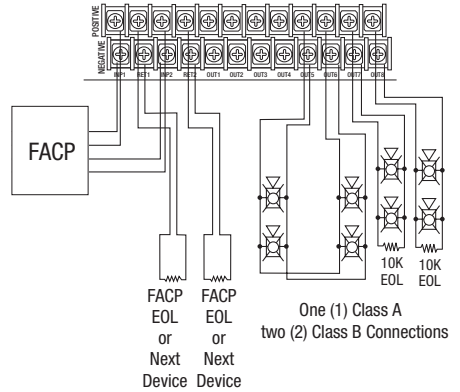 POSITIVE
NEGATIVE
INP1 RET1 INP2 RET2 OUT1 OUT2 OUT3 OUT4 OUT5 OUT6 OUT7 OUT8
FACP
FACP
EOL
or
Next
Device
FACP
EOL
or
Next
Device
10K
EOL
10K
EOL
One (1) Class A
two (2) Class B Connections